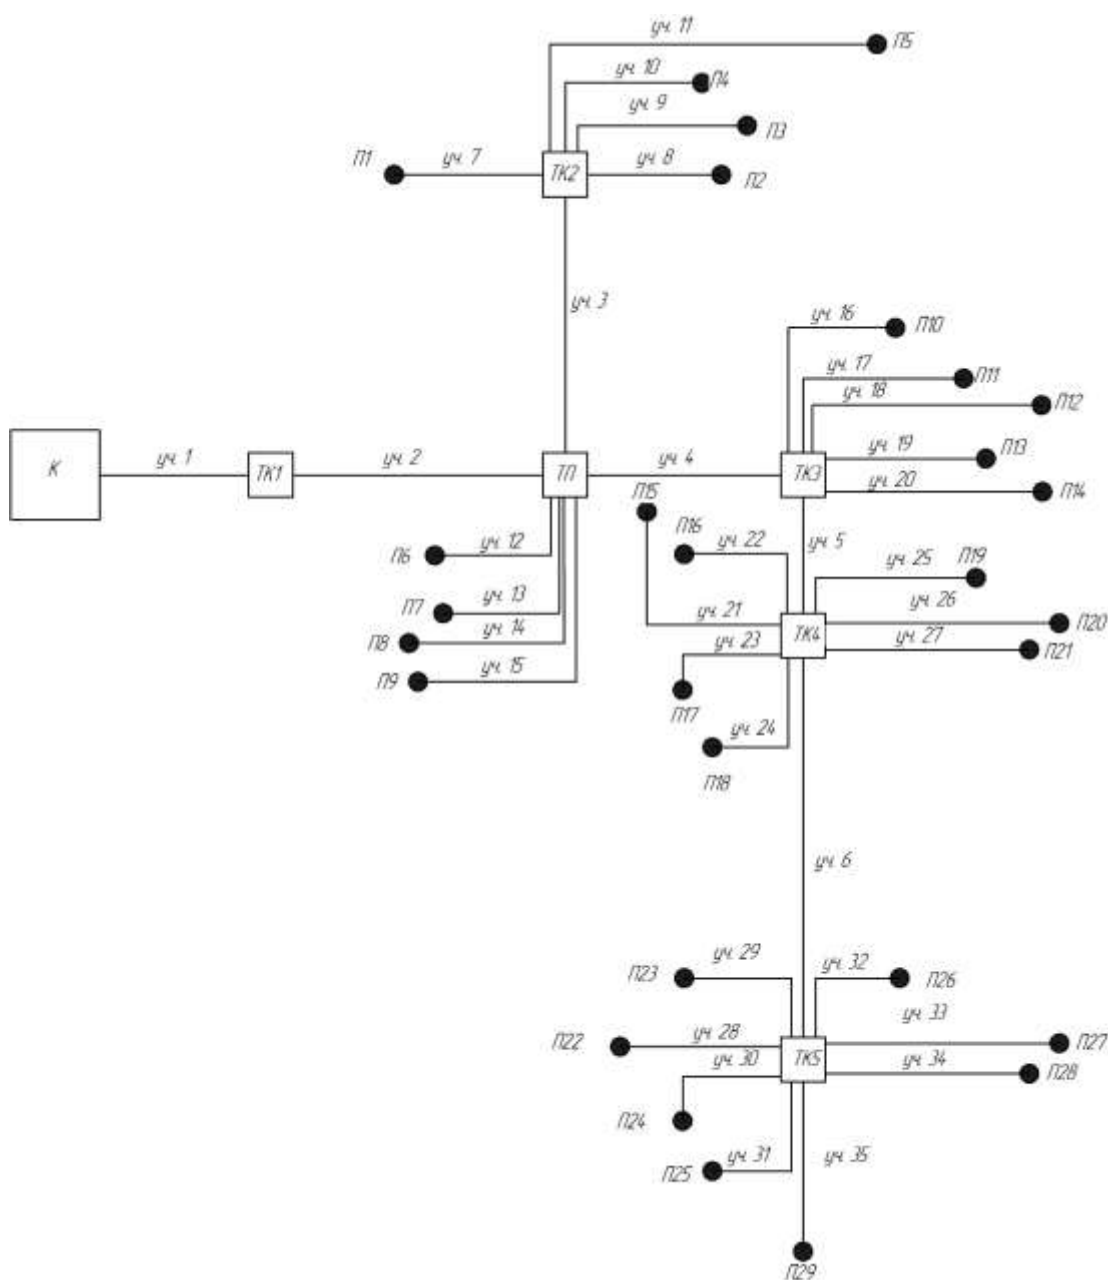 уч. 11
П5
уч. 10
П4
уч. 9
П3
П1
уч. 7
ТК2
уч. 8
П2
уч. 3
уч. 16
П10
уч. 17
П11
уч. 18
П12
К
уч. 1
ТК1
уч. 2
ТП
уч. 4
ТК3
уч. 19
П13
уч. 20
П14
П15
П16
П6
уч. 12
уч. 22
уч. 5
уч. 25
П19
П7
уч. 13
уч. 21
уч. 26
П20
П8
уч. 14
уч. 23
ТК4
уч. 27
П21
П9
уч. 15
П17
уч. 24
П18
уч. 6
П23
уч. 29
уч. 32
П26
уч. 33
П22
уч. 28
П27
уч. 30
ТК5
уч. 34
П28
П24
П25
уч. 31
уч. 35
П29